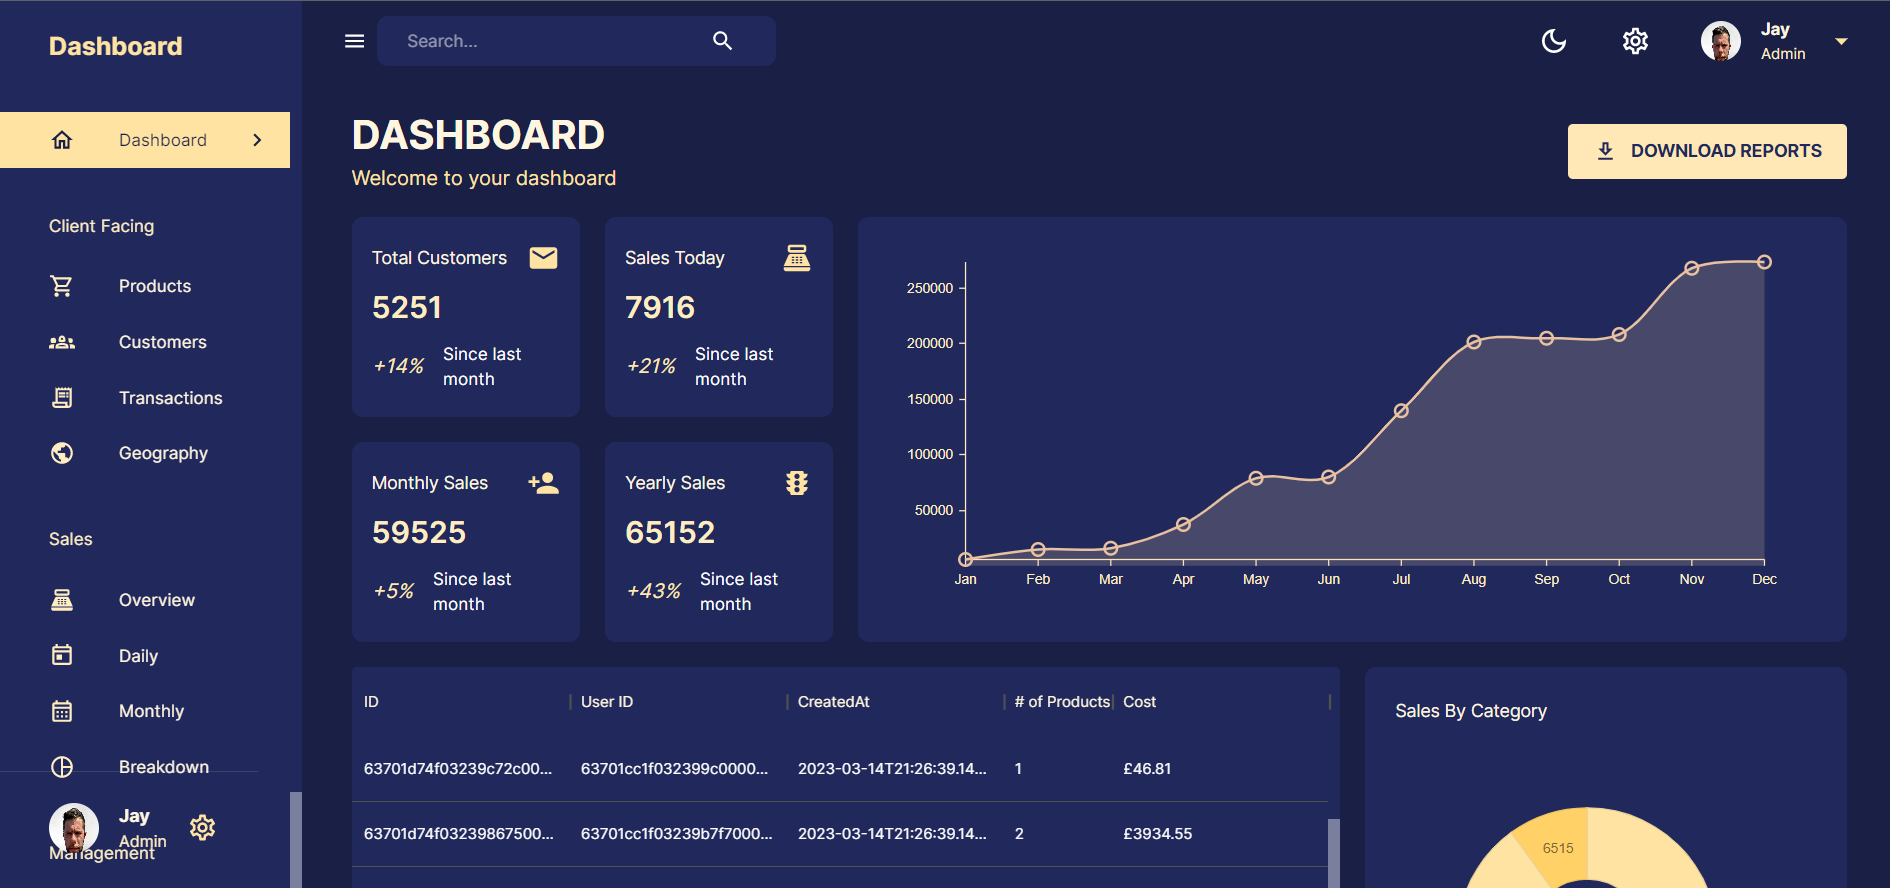 Dashboard
Search...
Jay
Admin
Dashboard
DASHBOARD
Welcome to your dashboard
DOWNLOAD REPORTS
Client Facing
Products
Customers
Transactions
Geography
Sales
Overview
Daily
Monthly
Breakdown
Jay
Admin
Management
Total Customers
5251
+14%
Since last
month
Sales Today
7916
+21%
Since last
month
Monthly Sales
59525
+5%
Since last
month
Yearly Sales
65152
+43%
Since last
month
250000
200000
150000
100000
50000
Jan Feb Mar Apr May Jun Jul Aug Sep Oct Nov Dec
ID User ID CreatedAt # of Products Cost
63701d74f03239c72c00... 63701cc1f032399c0000... 2023-03-14T21:26:39.14... 1 £46.81
63701d74f03239867500... 63701cc1f03239b7f7000... 2023-03-14T21:26:39.14... 2 £3934.55
Sales By Category
6515